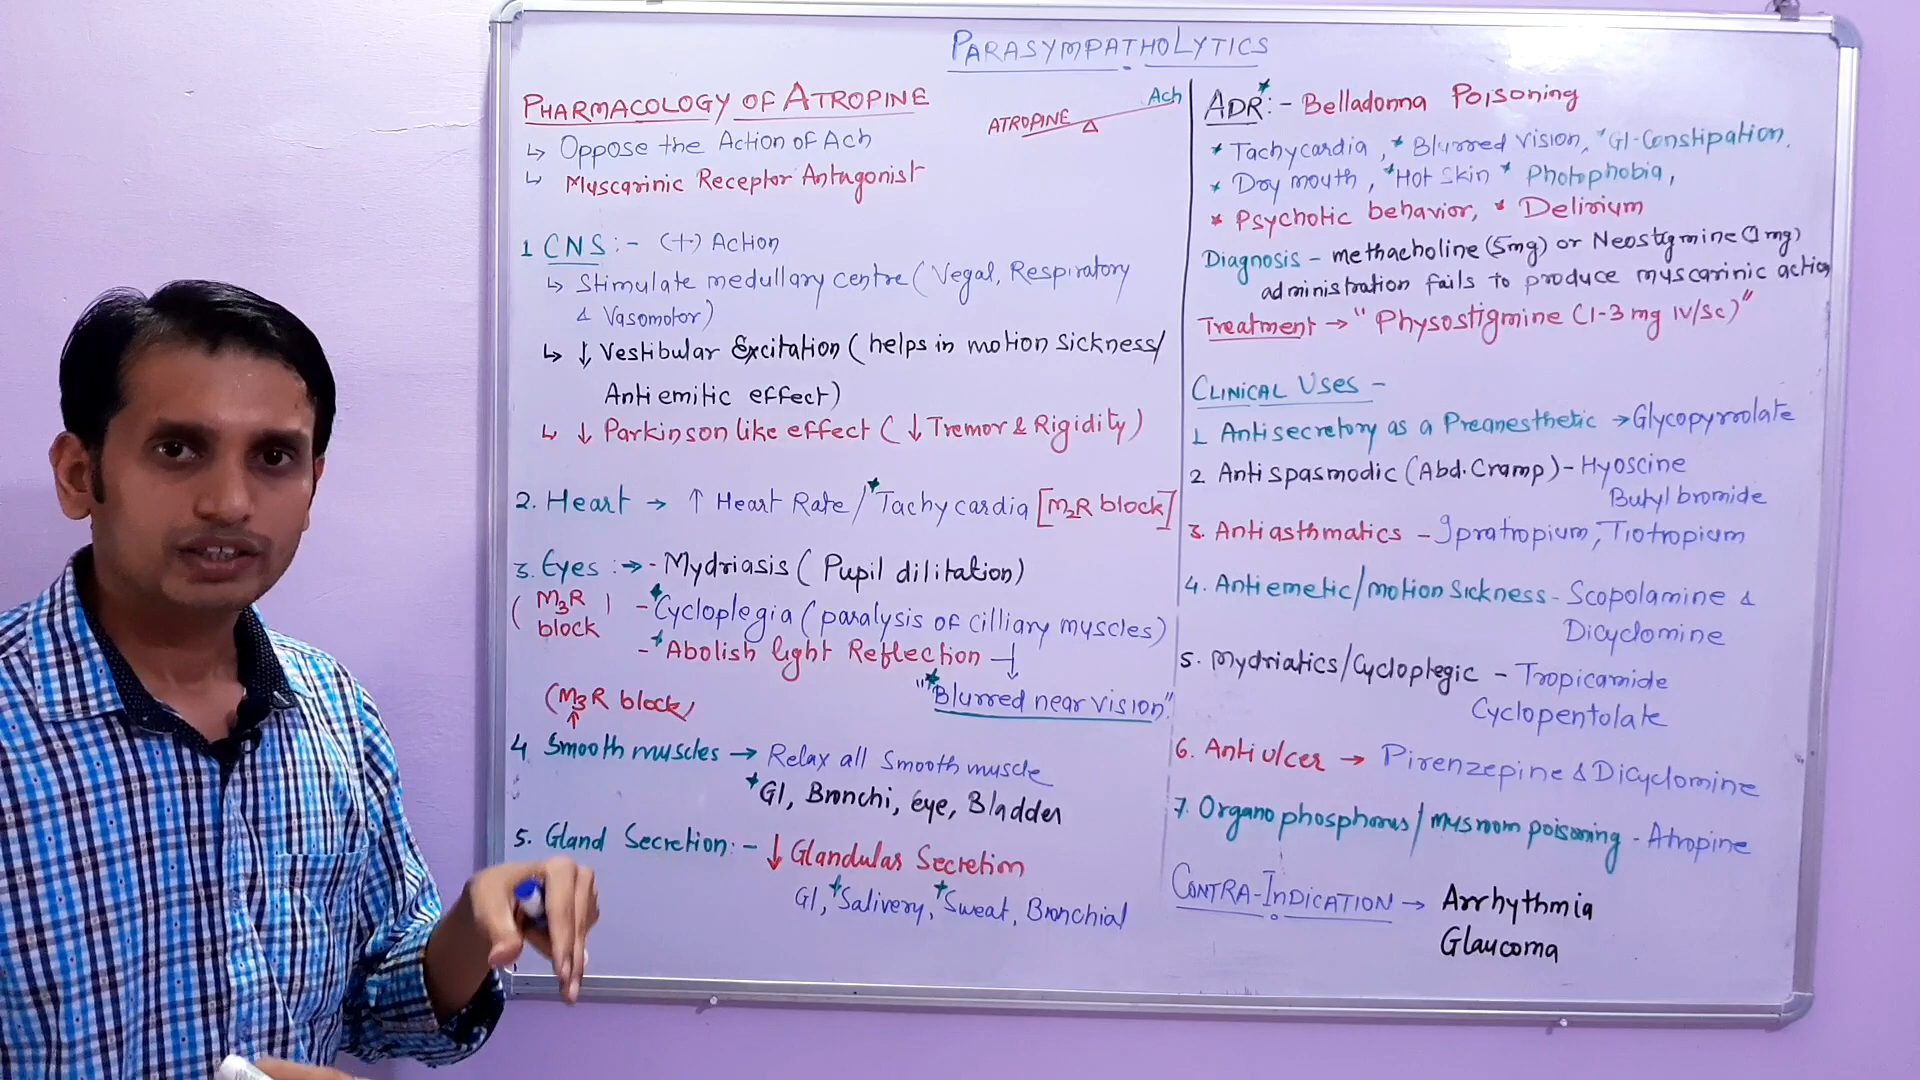 PARASYMPATHOLYTICS
PHARMACOLOGY OF ATROPINE
↳ Oppose the Action of Ach
↳ Muscarinic Receptor Antagonist
ATROPINE Ach
1 CNS :- (+) Action
↳ Stimulate medullary centre (Vegal, Respiratory
& Vasomotor)
↳ ↓ Vestibular Excitation (helps in motion sickness/
Antiemitic effect)
↳ ↓ Parkinson like effect (↓ Tremor & Rigidity)
2. Heart → ↑ Heart Rate / Tachycardia [M2R block]
3. Eyes :→ - Mydriasis (Pupil dilitation)
(M3R block)
- Cycloplegia (paralysis of cilliary muscles)
- Abolish light Reflection
"Blurred near vision"
(M3R block)
↑
4 Smooth muscles → Relax all Smooth muscle
GI, Bronchi, eye, Bladder
5. Gland Secretion :- ↓ Glandular Secretion
GI, Salivery, Sweat, Bronchial
ADR* :- Belladonna Poisoning
* Tachycardia, * Blurred vision, * GI-Constipation,
* Dry mouth, * Hot Skin * Photophobia,
* Psychotic behavior, * Delirium
Diagnosis - methacholine (5mg) or Neostigmine (1mg)
administration fails to produce muscarinic action
Treatment → "Physostigmine (1-3 mg IV/SC)"
CLINICAL USES -
1 Antisecretory as a Preanesthetic → Glycopyrrolate
2 Antispasmodic (Abd. Cramp) - Hyoscine
Butylbromide
3. Antiasthmatics - Ipratropium, Tiotropium
4. Antiemetic/motion Sickness - Scopolamine &
Dicyclomine
5. Mydriatics/Cycloplegic - Tropicamide
Cyclopentolate
6. Antiulcer → Pirenzepine & Dicyclomine
7. Organophosphorus/musroom poisoning - Atropine
CONTRA-INDICATION → Arrhythmia
Glaucoma